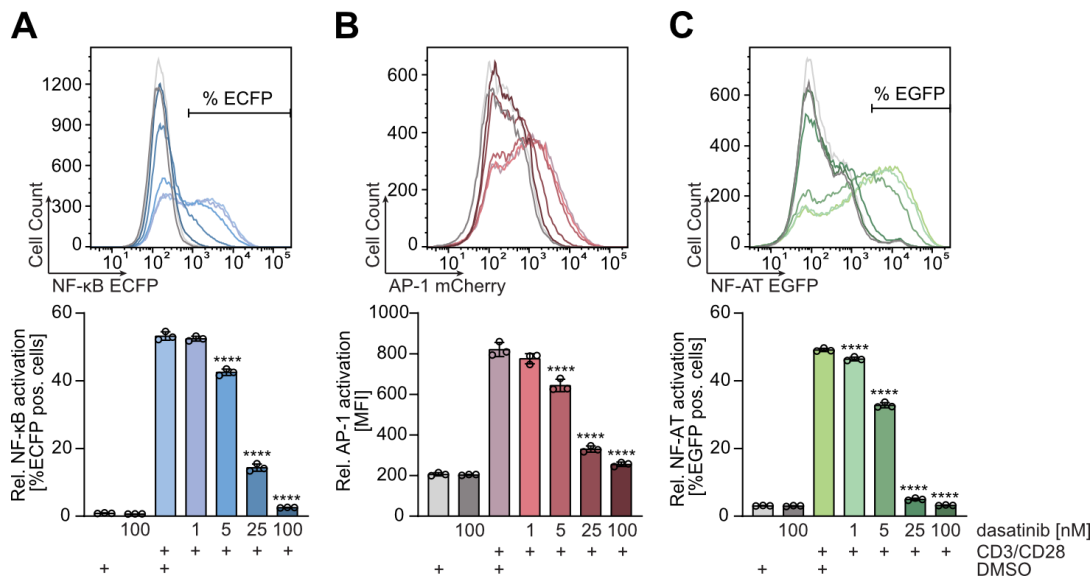 A B C
% ECFP
% EGFP
1200
900
600
300
0
600
400
200
0
600
400
200
0
Cell Count
Cell Count
Cell Count
10¹ 10² 10³ 10⁴ 10⁵
10¹ 10² 10³ 10⁴ 10⁵
10¹ 10² 10³ 10⁴ 10⁵
NF-κB ECFP
AP-1 mCherry
NF-AT EGFP
Rel. NF-κB activation
[%ECFP pos. cells]
60
40
20
0
****
****
****
100 1 5 25 100
+ + + + +
+ +
Rel. AP-1 activation
[MFI]
1000
800
600
400
200
0
****
****
****
100 1 5 25 100
+ + + + +
+ +
Rel. NF-AT activation
[%EGFP pos. cells]
60
40
20
0
****
****
****
****
100 1 5 25 100 dasatinib [nM]
+ + + + + CD3/CD28
+ + DMSO